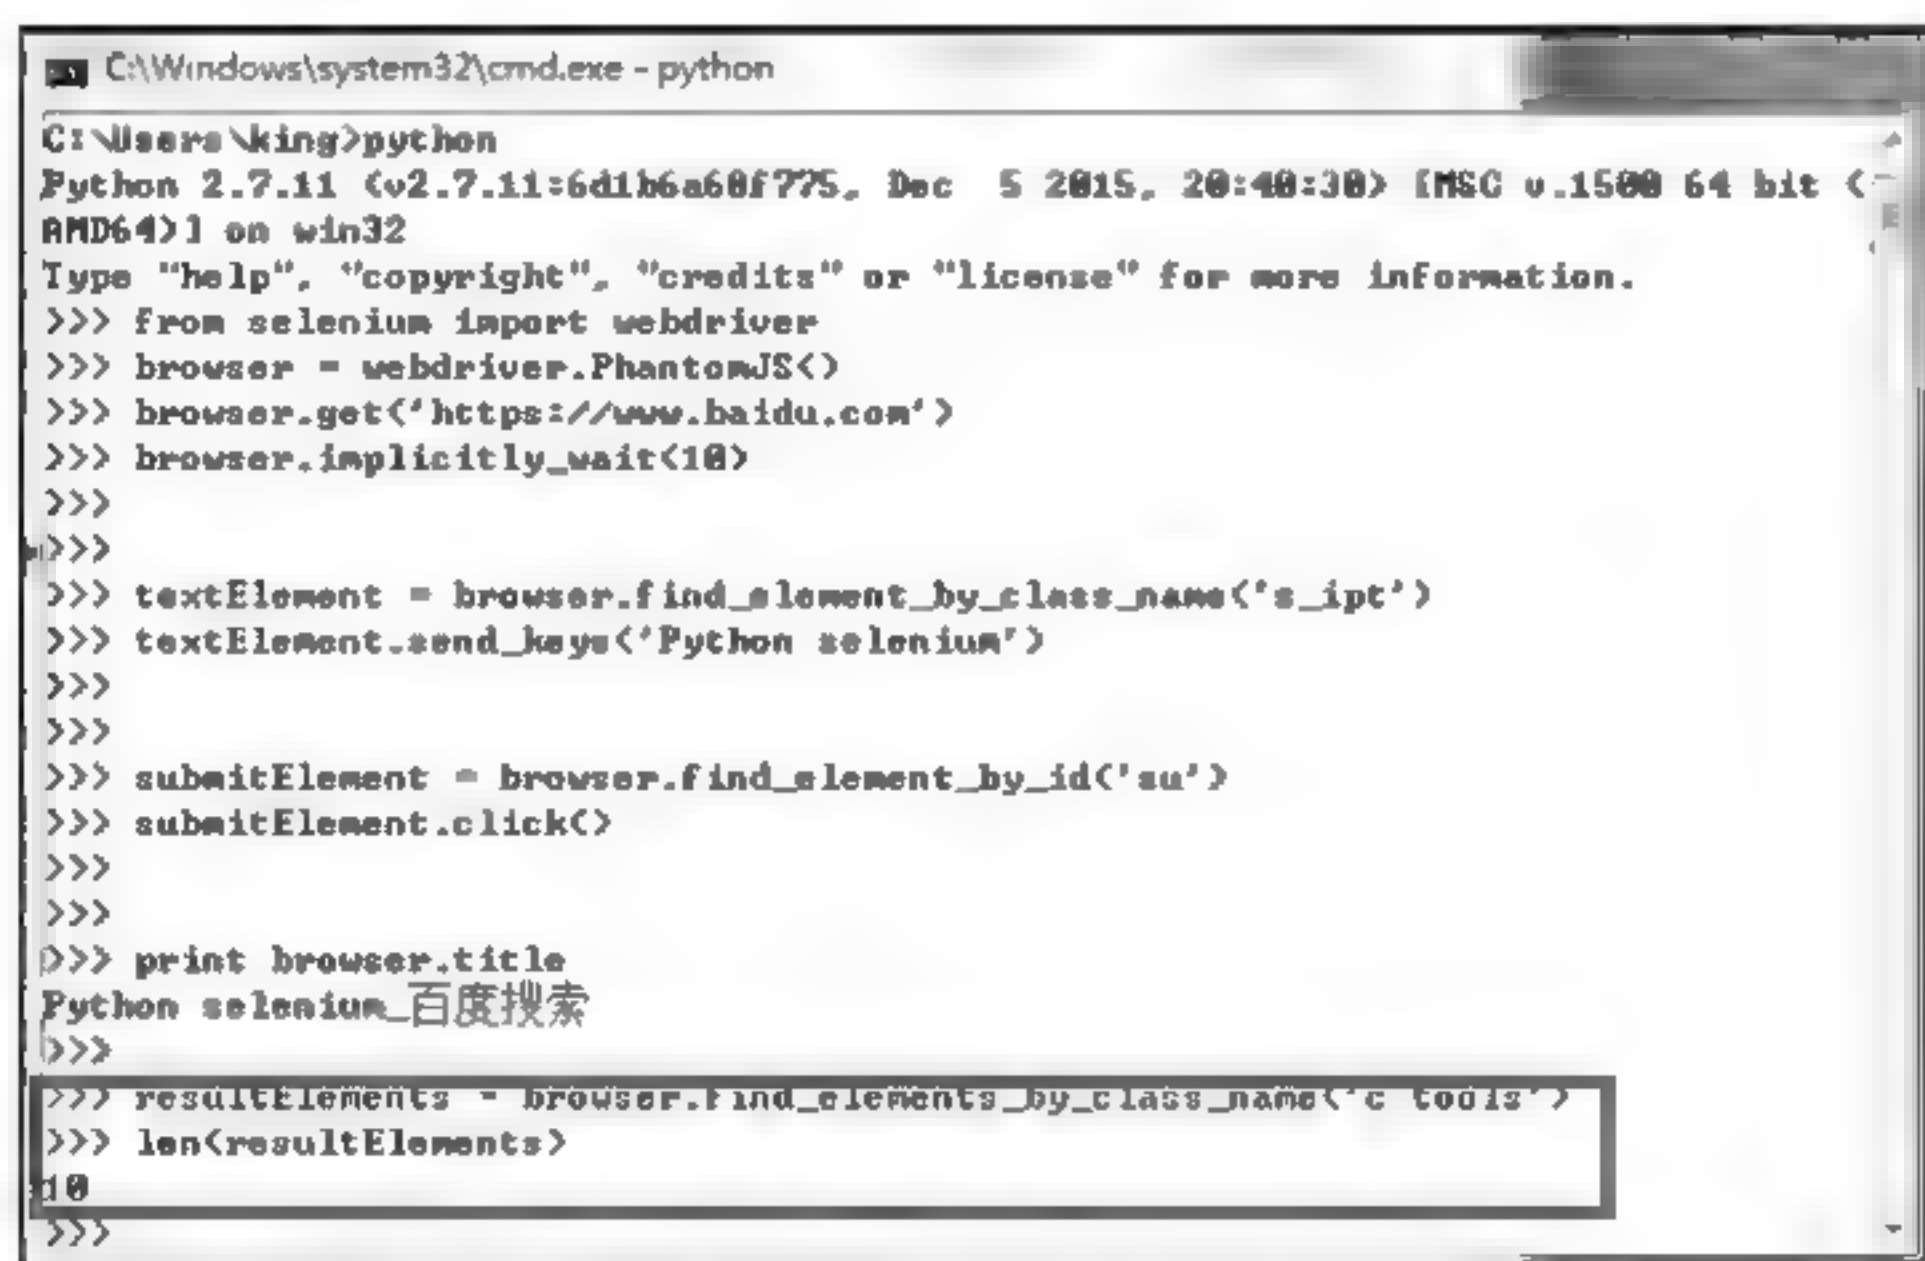 C:\Windows\system32\cmd.exe - python
C:\Users\king>python
Python 2.7.11 (v2.7.11:6d1b6a68f775, Dec  5 2015, 20:40:30) [MSC v.1500 64 bit (
AMD64)] on win32
Type "help", "copyright", "credits" or "license" for more information.
>>> from selenium import webdriver
>>> browser = webdriver.PhantomJS()
>>> browser.get('https://www.baidu.com')
>>> browser.implicitly_wait(10)
>>>
>>>
>>> textElement = browser.find_element_by_class_name('s_ipt')
>>> textElement.send_keys('Python selenium')
>>>
>>>
>>> submitElement = browser.find_element_by_id('su')
>>> submitElement.click()
>>>
>>>
>>> print browser.title
Python selenium_百度搜索
>>>
>>> resultElements = browser.find_elements_by_class_name('c tools')
>>> len(resultElements)
10
>>>